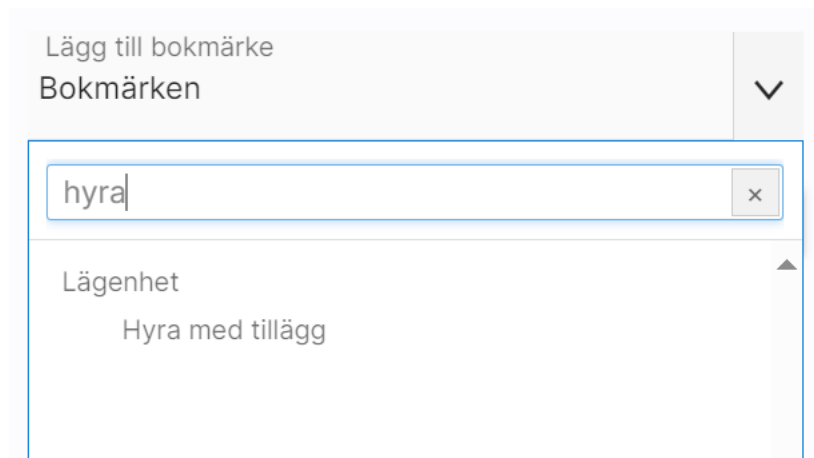 Lägg till bokmärke
Bokmärken
hyra
Lägenhet
Hyra med tillägg